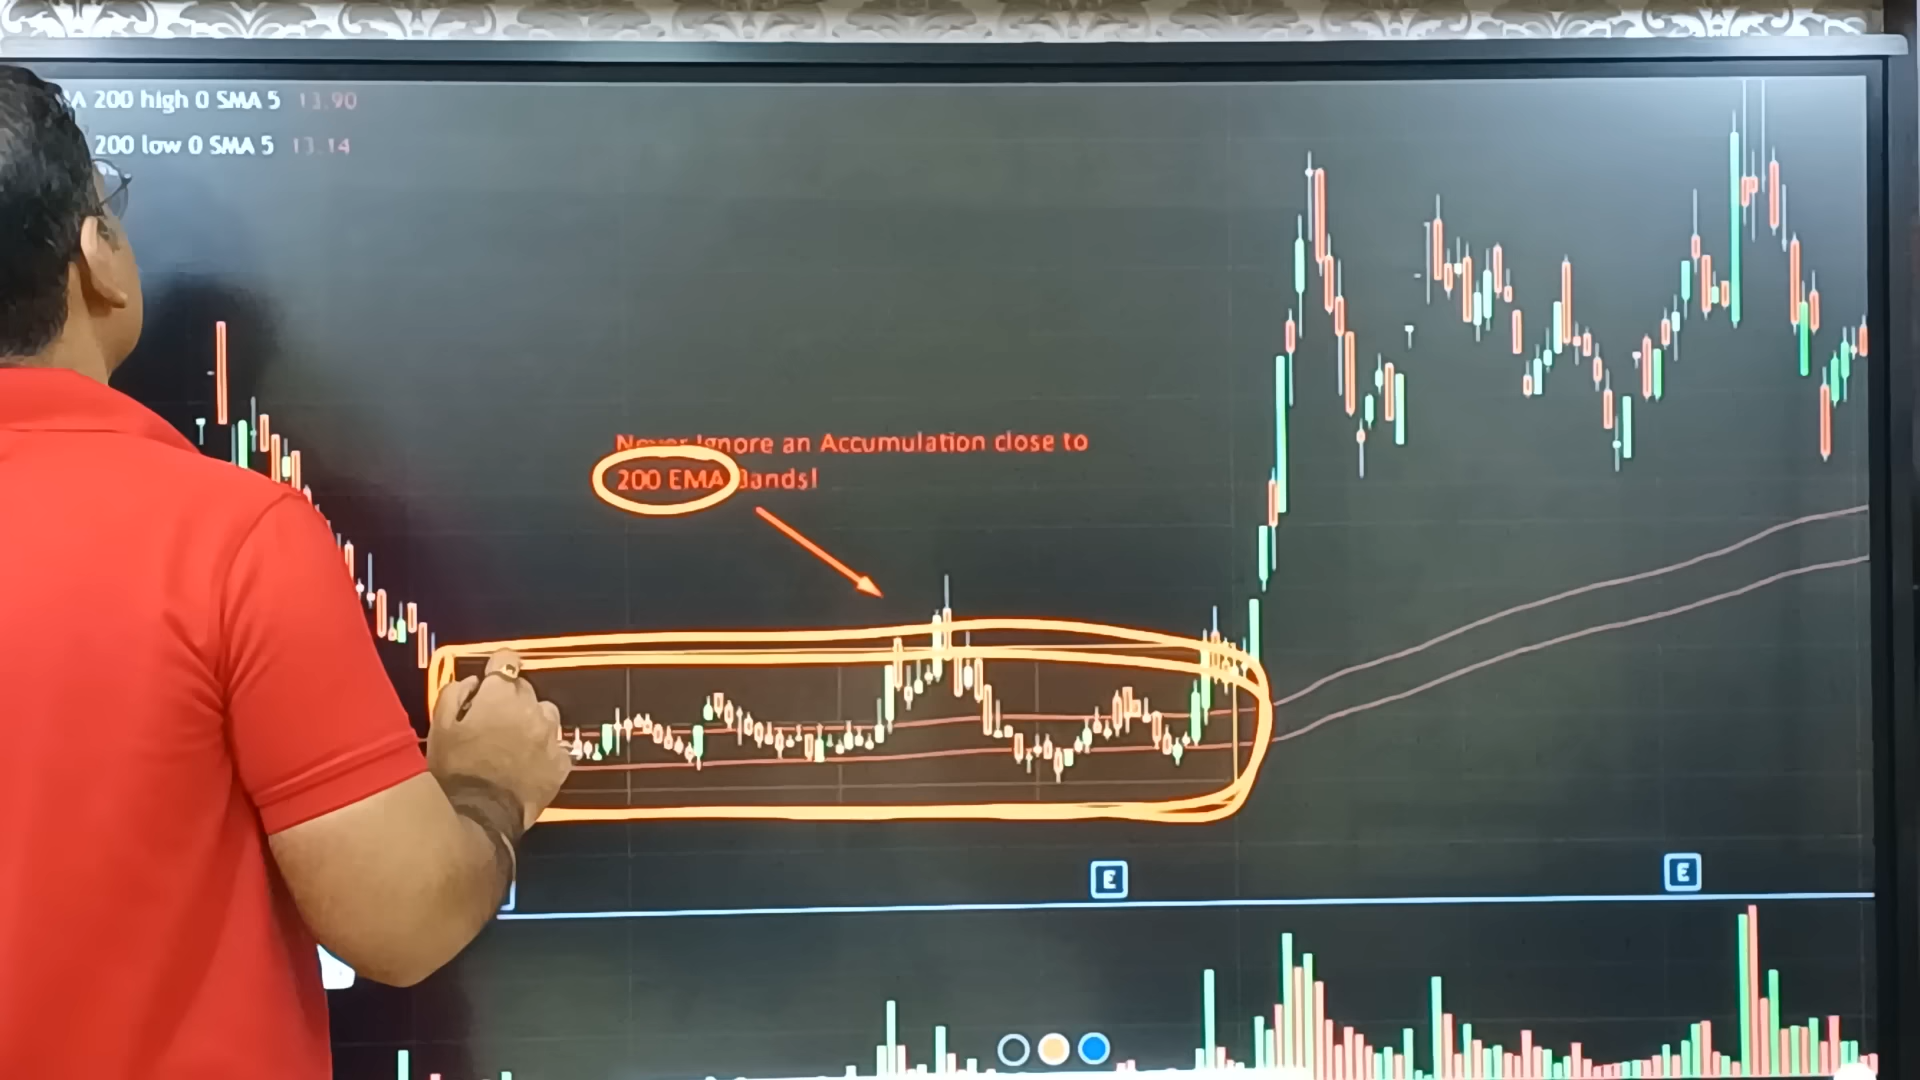 200 high 0 SMA 5 13.90
200 low 0 SMA 5 13.14
Never Ignore an Accumulation close to
200 EMA Bands!
E
E